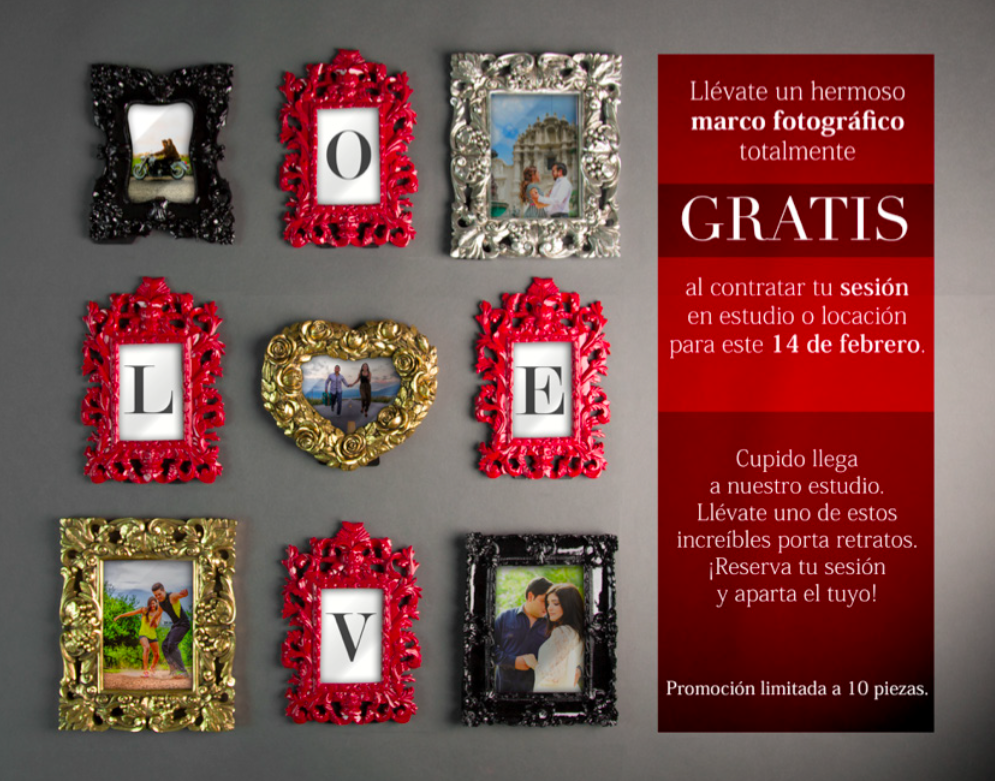 O
L
E
V
Llévate un hermoso
marco fotográfico
totalmente
GRATIS
al contratar tu sesión
en estudio o locación
para este 14 de febrero.
Cupido llega
a nuestro estudio.
Llévate uno de estos
increíbles porta retratos.
¡Reserva tu sesión
y aparta el tuyo!
Promoción limitada a 10 piezas.